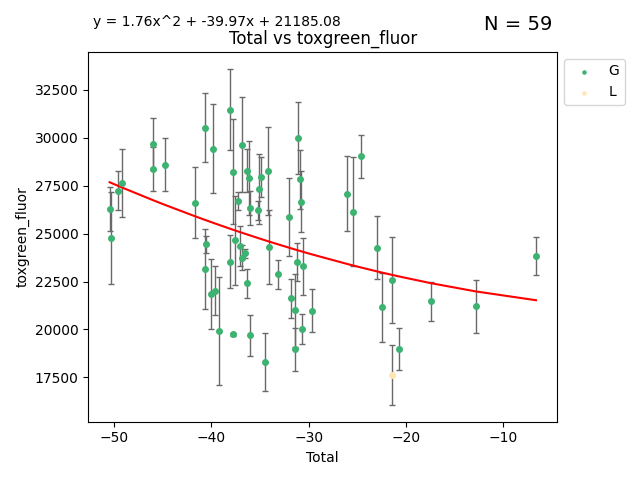 y = 1.76x^2 + -39.97x + 21185.08
N = 59
Total vs toxgreen_fluor
G
L
32500
30000
27500
25000
22500
20000
17500
toxgreen_fluor
−50
−40
−30
−20
−10
Total